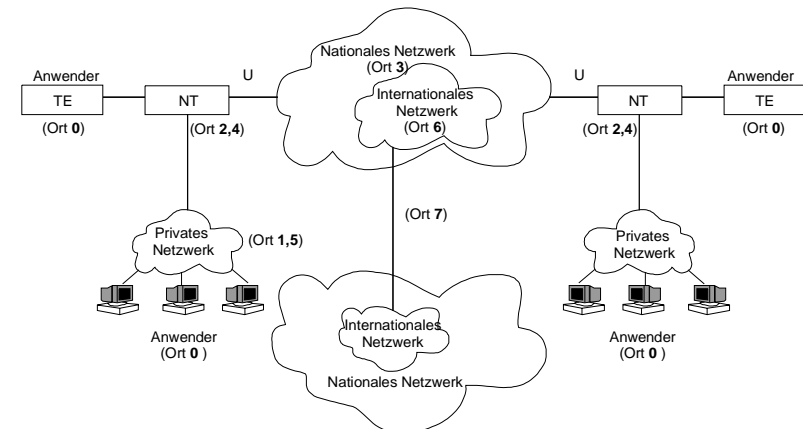 Nationales Netzwerk
(Ort 3)
Anwender
U
U
Anwender
TE
NT
Internationales
Netzwerk
(Ort 6)
NT
TE
(Ort 0)
(Ort 2,4)
(Ort 2,4)
(Ort 0)
(Ort 7)
Privates
Netzwerk
(Ort 1,5)
Privates
Netzwerk
Anwender
(Ort 0 )
Internationales
Netzwerk
Anwender
(Ort 0 )
Nationales Netzwerk